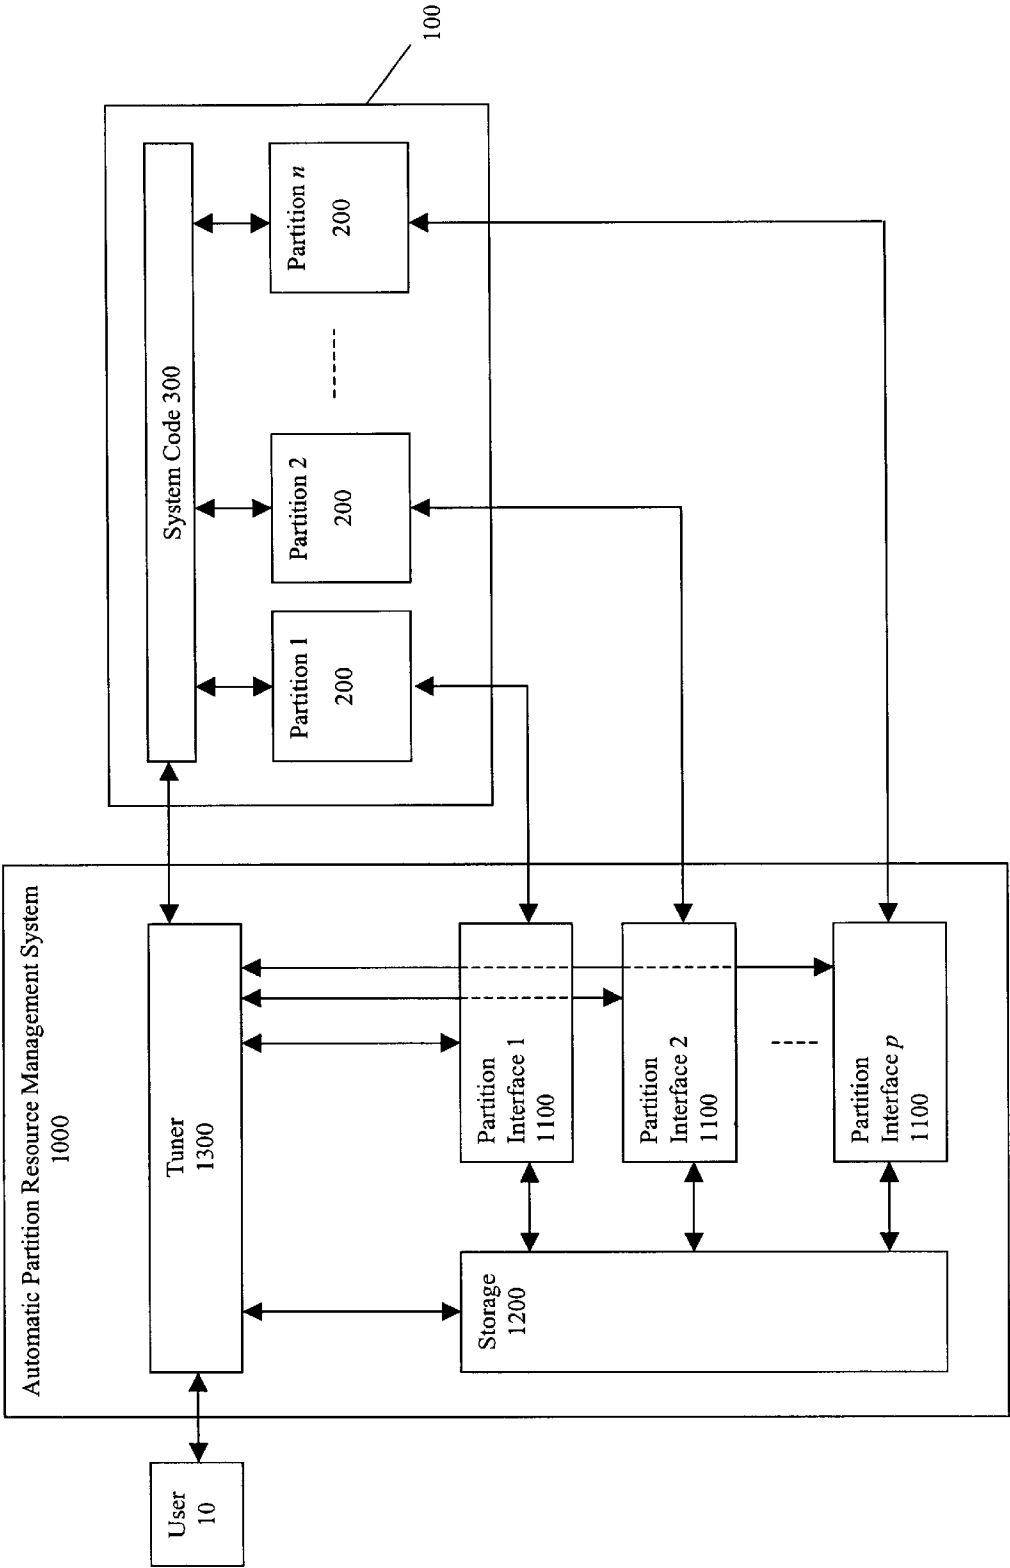 Automatic Partition Resource Management System
1000
User
10
Tuner
1300
Storage
1200
Partition
Interface 1
1100
Partition
Interface 2
1100
Partition
Interface p
1100
100
System Code 300
Partition 1
200
Partition 2
200
Partition n
200